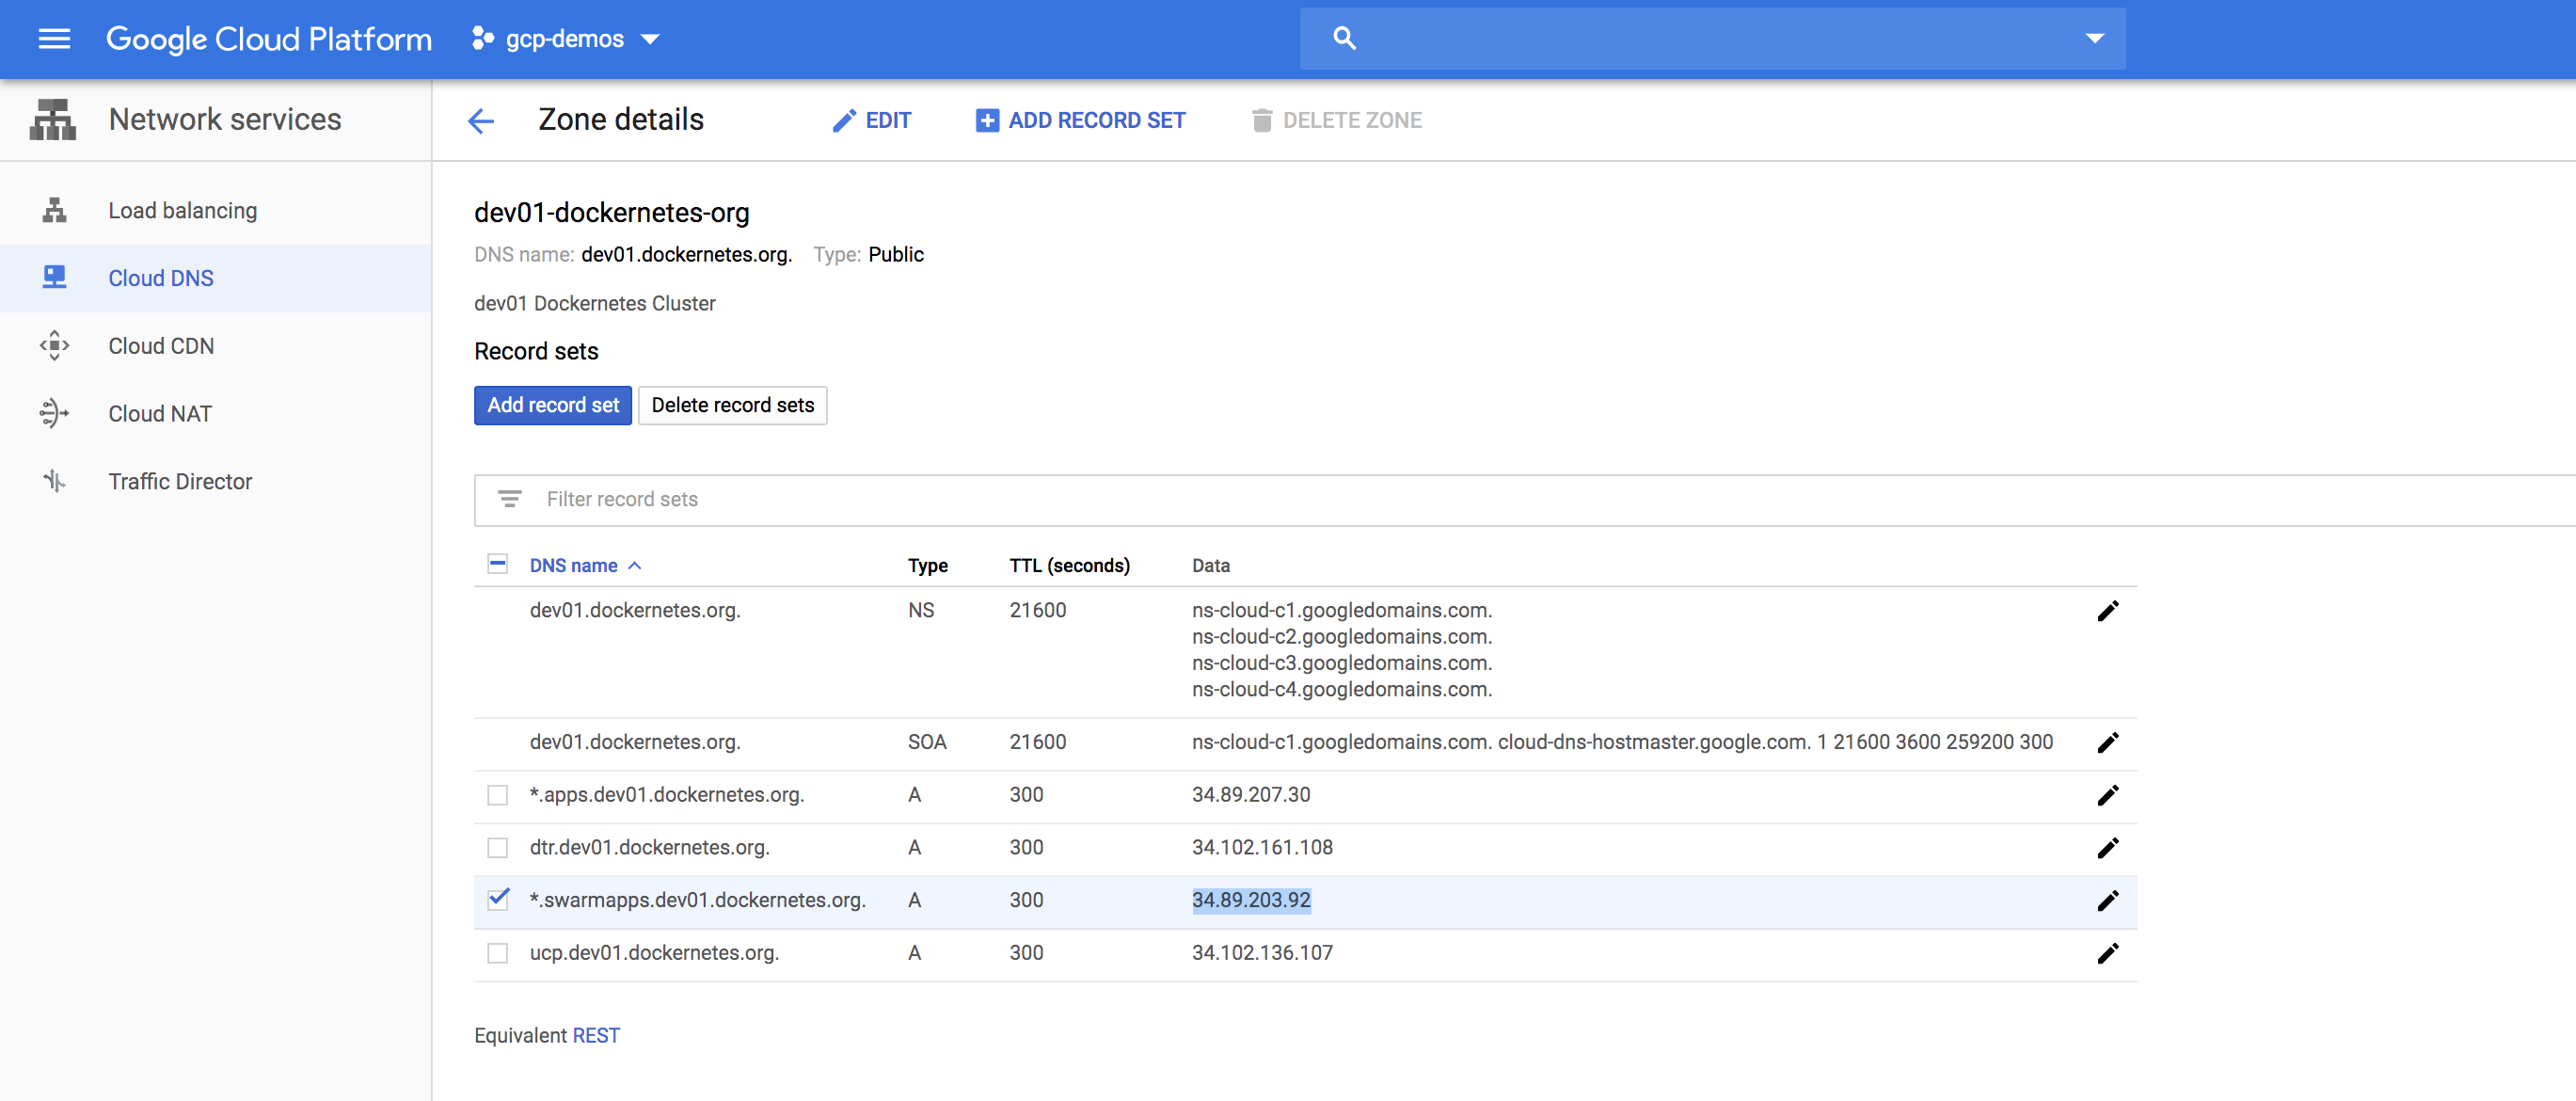 Google Cloud Platform gcp-demos
Network services
Zone details EDIT ADD RECORD SET DELETE ZONE
Load balancing
Cloud DNS
Cloud CDN
Cloud NAT
Traffic Director
dev01-dockernetes-org
DNS name: dev01.dockernetes.org. Type: Public
dev01 Dockernetes Cluster
Record sets
Add record set Delete record sets
Filter record sets
DNS name Type TTL (seconds) Data
dev01.dockernetes.org. NS 21600 ns-cloud-c1.googledomains.com.
ns-cloud-c2.googledomains.com.
ns-cloud-c3.googledomains.com.
ns-cloud-c4.googledomains.com.
dev01.dockernetes.org. SOA 21600 ns-cloud-c1.googledomains.com. cloud-dns-hostmaster.google.com. 1 21600 3600 259200 300
*.apps.dev01.dockernetes.org. A 300 34.89.207.30
dtr.dev01.dockernetes.org. A 300 34.102.161.108
*.swarmapps.dev01.dockernetes.org. A 300 34.89.203.92
ucp.dev01.dockernetes.org. A 300 34.102.136.107
Equivalent REST